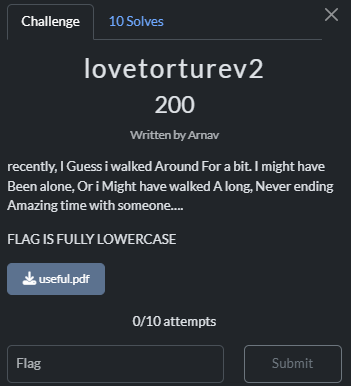 Challenge
10 Solves
lovetorturev2
200
Written by Arnav
recently, I Guess i walked Around For a bit. I might have
Been alone, Or i Might have walked A long, Never ending
Amazing time with someone....
FLAG IS FULLY LOWERCASE
useful.pdf
0/10 attempts
Flag
Submit